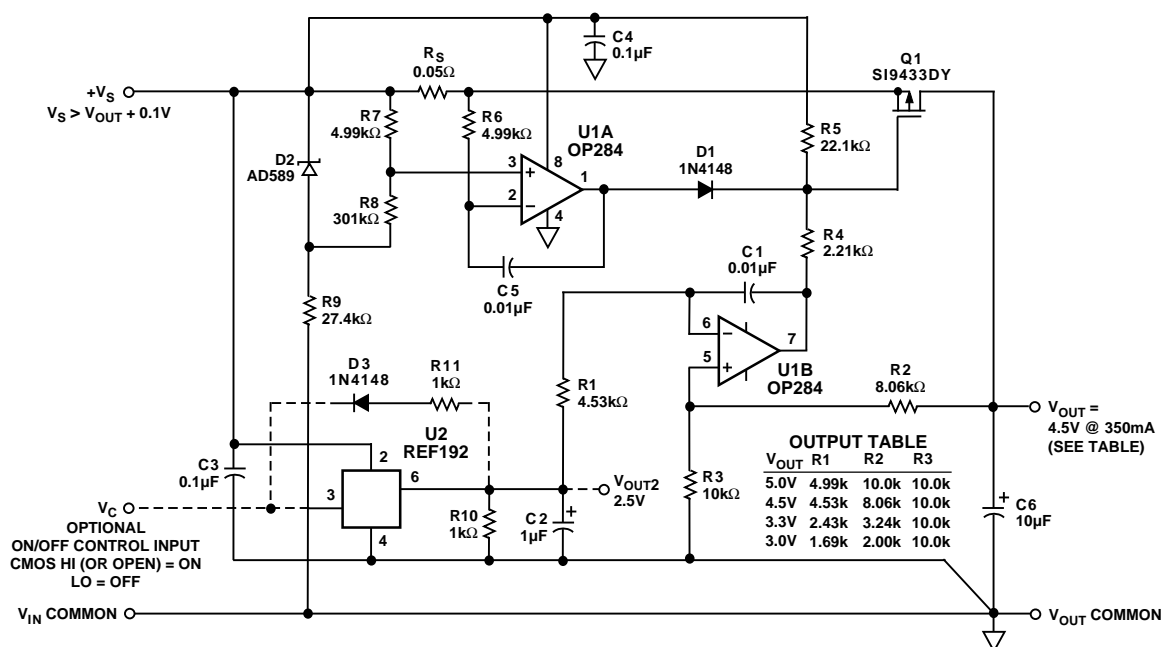 C4
0.1µF
RS
0.05Ω
Q1
SI9433DY
+VS
VS > VOUT + 0.1V
R7
4.99kΩ
R6
4.99kΩ
U1A
OP284
R5
22.1kΩ
D1
1N4148
D2
AD589
3
+
8
1
2
−
4
R8
301kΩ
R4
2.21kΩ
C1
0.01µF
C5
0.01µF
R9
27.4kΩ
6
−
7
5
+
U1B
OP284
D3
1N4148
R11
1kΩ
R1
4.53kΩ
R2
8.06kΩ
U2
REF192
VOUT =
4.5V @ 350mA
(SEE TABLE)
C3
0.1µF
2
6
3
4
VOUT2
2.5V
R3
10kΩ
OUTPUT TABLE
VOUT R1 R2 R3
5.0V 4.99k 10.0k 10.0k
4.5V 4.53k 8.06k 10.0k
3.3V 2.43k 3.24k 10.0k
3.0V 1.69k 2.00k 10.0k
+
C6
10µF
VC
OPTIONAL
ON/OFF CONTROL INPUT
CMOS HI (OR OPEN) = ON
LO = OFF
R10
1kΩ
C2
1µF
+
VIN COMMON
VOUT COMMON